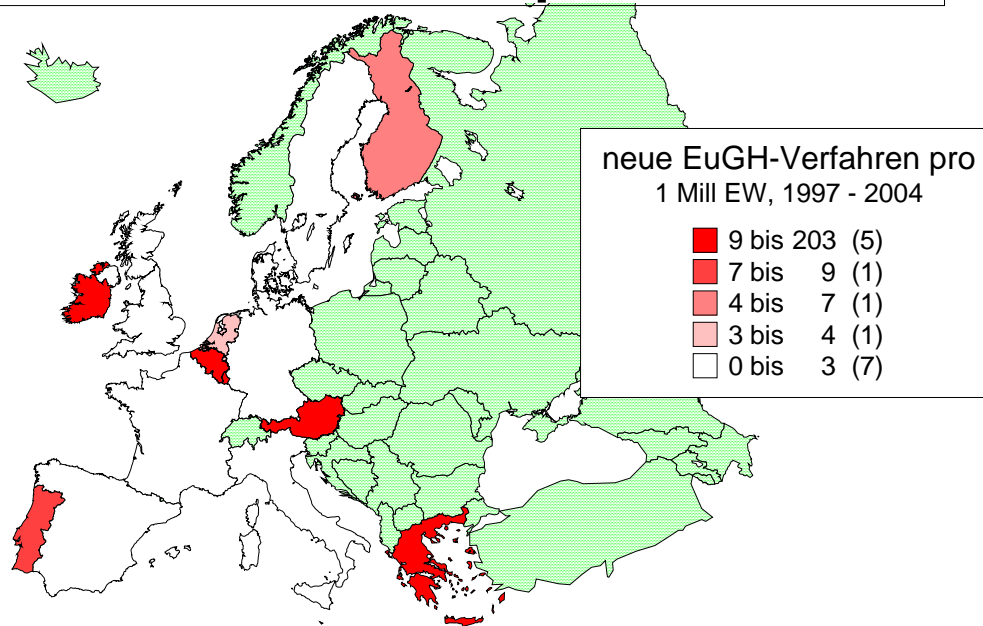 neue EuGH-Verfahren pro
1 Mill EW, 1997 - 2004
9 bis 203 (5)
7 bis 9 (1)
4 bis 7 (1)
3 bis 4 (1)
0 bis 3 (7)